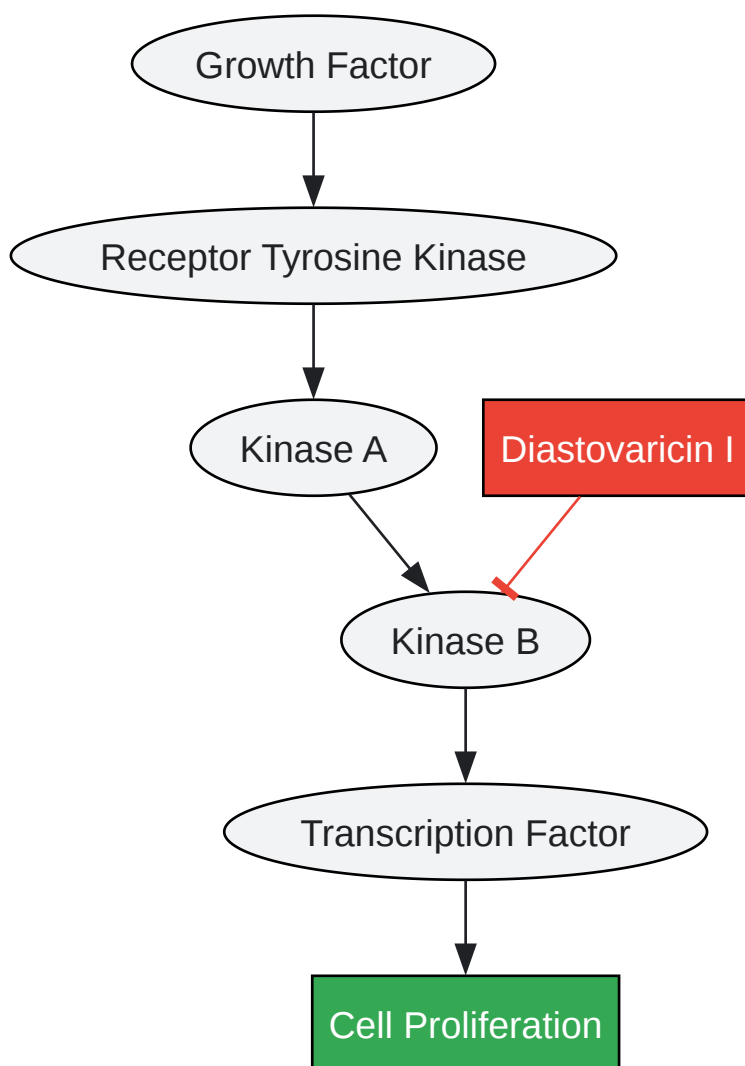 Growth Factor
Receptor Tyrosine Kinase
Kinase A
Diastovaricin I
Kinase B
Transcription Factor
Cell Proliferation